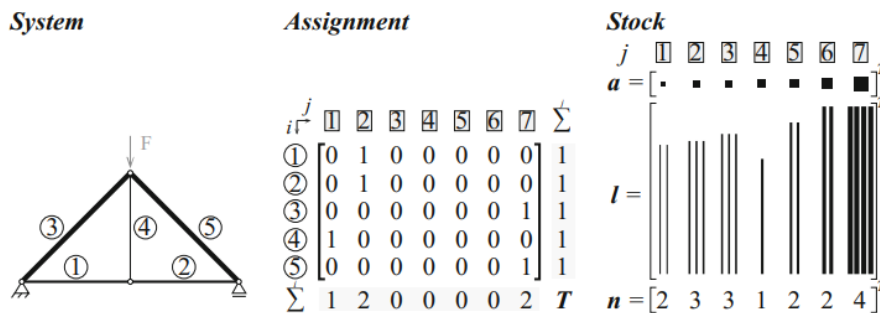 System
Assignment
Stock
j 1 2 3 4 5 6 7
a = [ ]
F
j
i 1 2 3 4 5 6 7 Σ i
1 [0 1 0 0 0 0 0] 1
2 0 1 0 0 0 0 0 1
3 0 0 0 0 0 0 1 1
4 1 0 0 0 0 0 0 1
5 0 0 0 0 0 0 1 1
Σ i 1 2 0 0 0 0 2 T
l = [ ]
n = [2 3 3 1 2 2 4]
3 4 5
1 2